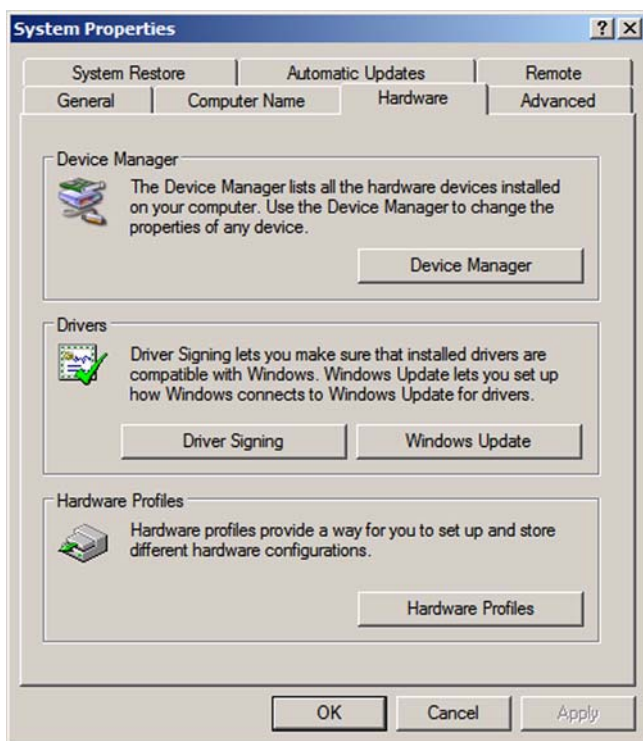 System Properties
System Restore Automatic Updates Remote
General Computer Name Hardware Advanced
Device Manager
The Device Manager lists all the hardware devices installed
on your computer. Use the Device Manager to change the
properties of any device.
Device Manager
Drivers
Driver Signing lets you make sure that installed drivers are
compatible with Windows. Windows Update lets you set up
how Windows connects to Windows Update for drivers.
Driver Signing Windows Update
Hardware Profiles
Hardware profiles provide a way for you to set up and store
different hardware configurations.
Hardware Profiles
OK Cancel Apply